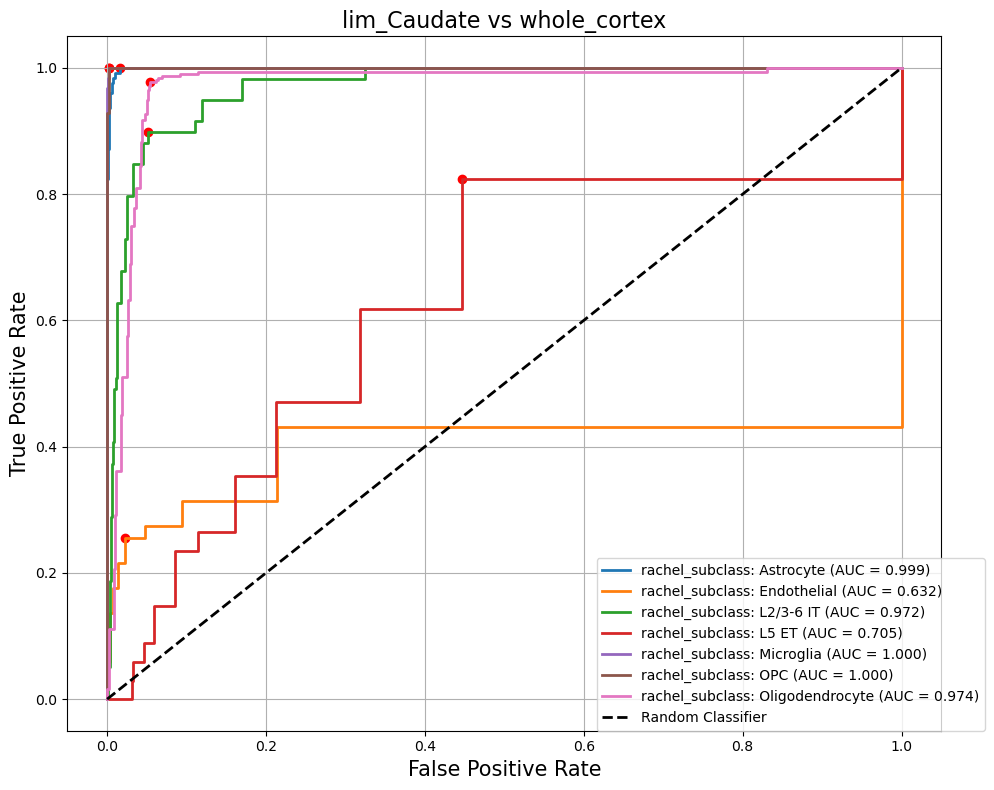 lim_Caudate vs whole_cortex
True Positive Rate
1.0
0.8
0.6
0.4
0.2
0.0
rachel_subclass: Astrocyte (AUC = 0.999)
rachel_subclass: Endothelial (AUC = 0.632)
rachel_subclass: L2/3-6 IT (AUC = 0.972)
rachel_subclass: L5 ET (AUC = 0.705)
rachel_subclass: Microglia (AUC = 1.000)
rachel_subclass: OPC (AUC = 1.000)
rachel_subclass: Oligodendrocyte (AUC = 0.974)
Random Classifier
0.0 0.2 0.4 0.6 0.8 1.0
False Positive Rate